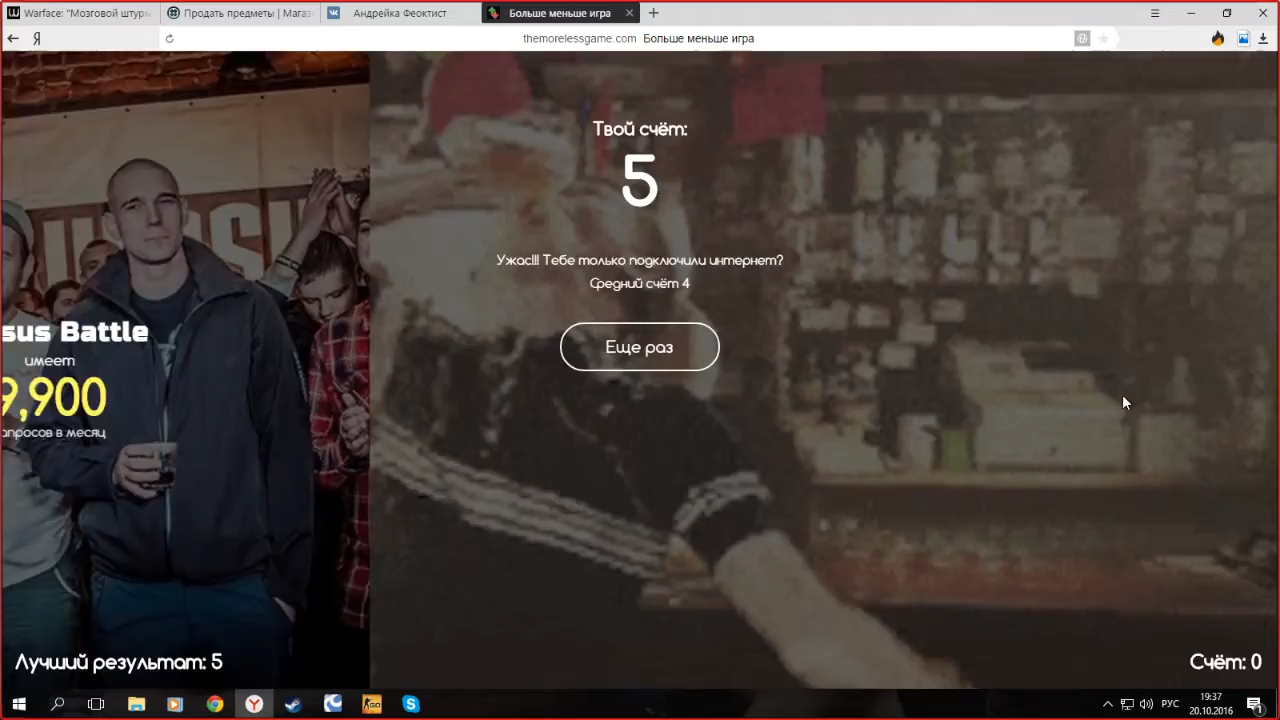 Warface: "Мозговой штурм
Продать предметы | Магаз
Андрейка Феоктист
Больше меньше игра
Я
themorelessgame.com Больше меньше игра
Твой счёт:
5
Ужас!!! Тебе только подключили интернет?
Средний счёт 4
Еще раз
sus Battle
имеет
9,900
апросов в месяц
Лучший результат: 5
Счёт: 0
РУС
19:37
20.10.2016